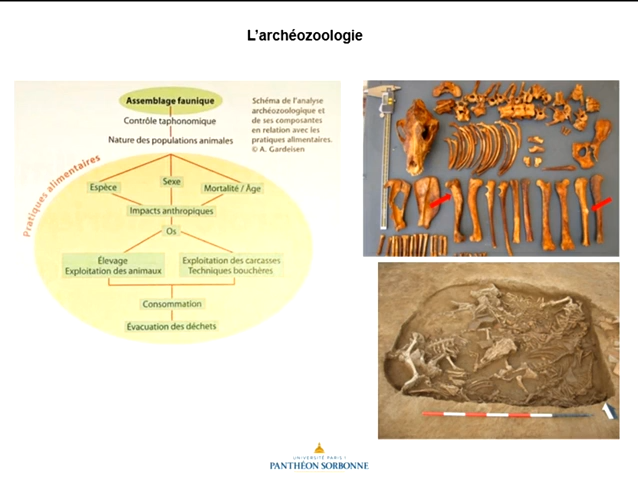 L'archéozoologie
Assemblage faunique
Schéma de l'analyse
archéozoologique et
de ses composantes
en relation avec les
pratiques alimentaires.
© A. Gardeisen
Contrôle taphonomique
Nature des populations animales
Pratiques alimentaires
Espèce
Sexe
Mortalité / Âge
Impacts anthropiques
Os
Élevage
Exploitation des animaux
Exploitation des carcasses
Techniques bouchères
Consommation
Évacuation des déchets
UNIVERSITÉ PARIS 1
PANTHÉON SORBONNE